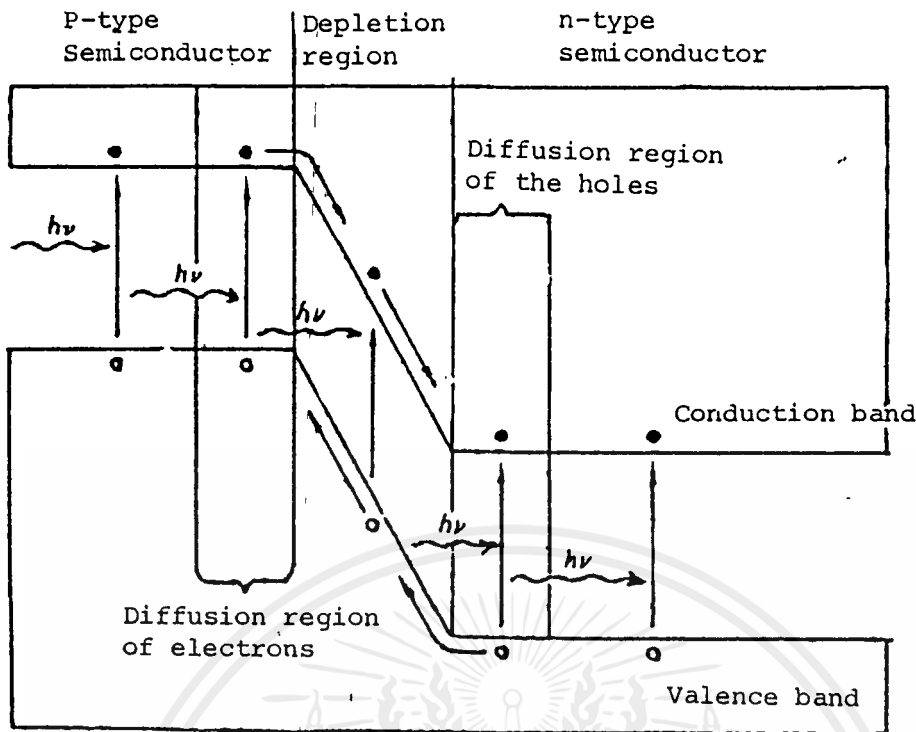 P-type
Semiconductor
Depletion
region
n-type
semiconductor
Diffusion region
of the holes
hν
hν
hν
Conduction band
hν
hν
Diffusion region
of electrons
Valence band